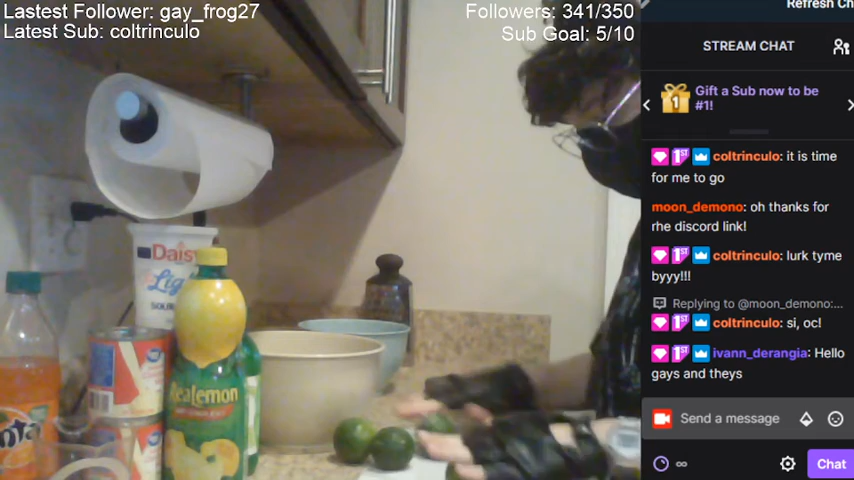 Lastest Follower: gay_frog27
Latest Sub: coltrinculo
Followers: 341/350
Sub Goal: 5/10
Daisy
Light
ReaLemon
Refresh Ch
STREAM CHAT
Gift a Sub now to be
#1!
coltrinculo: it is time
for me to go
moon_demono: oh thanks for
rhe discord link!
coltrinculo: lurk tyme
byyy!!!
Replying to @moon_demono:...
coltrinculo: si, oc!
ivann_derangia: Hello
gays and theys
Send a message
∞
Chat